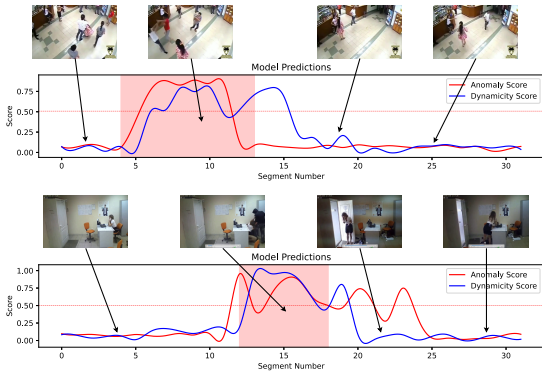 Model Predictions
Score
0.75
0.50
0.25
0.00
Anomaly Score
Dynamicity Score
0 5 10 15 20 25 30
Segment Number
Model Predictions
Score
1.00
0.75
0.50
0.25
0.00
Anomaly Score
Dynamicity Score
0 5 10 15 20 25 30
Segment Number